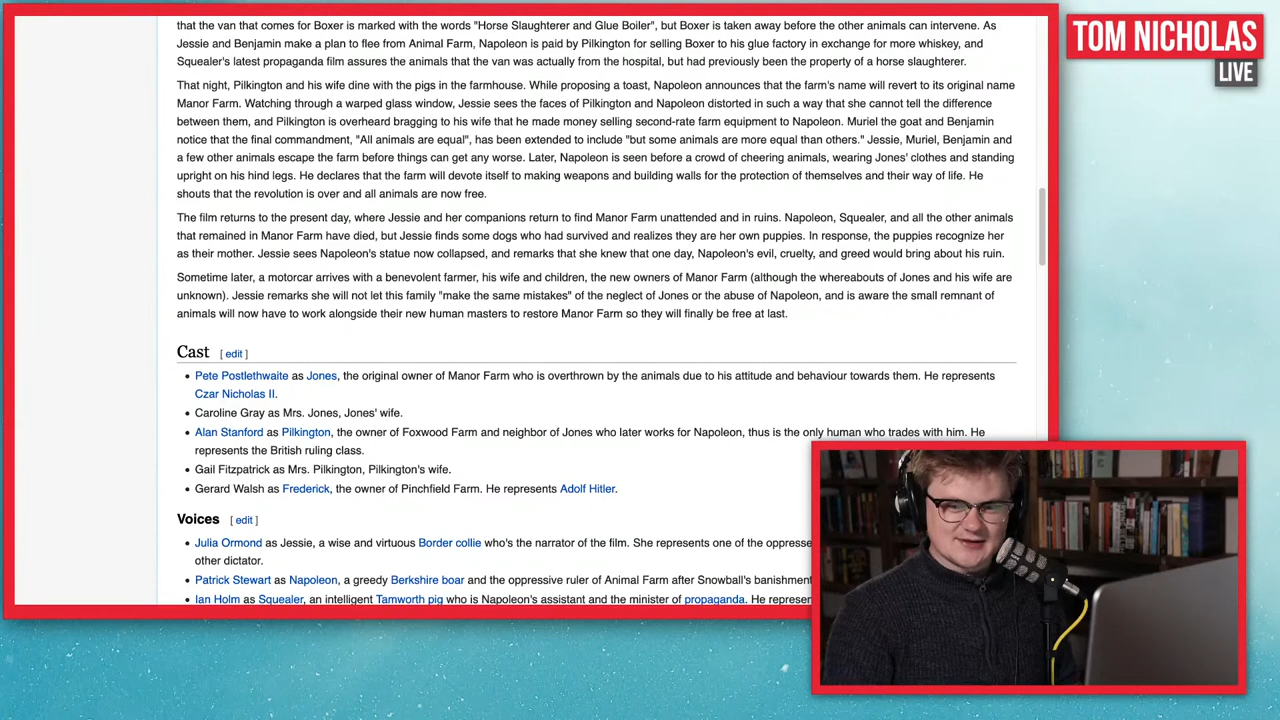 that the van that comes for Boxer is marked with the words "Horse Slaughterer and Glue Boiler", but Boxer is taken away before the other animals can intervene. As
Jessie and Benjamin make a plan to flee from Animal Farm, Napoleon is paid by Pilkington for selling Boxer to his glue factory in exchange for more whiskey, and
Squealer's latest propaganda film assures the animals that the van was actually from the hospital, but had previously been the property of a horse slaughterer.
That night, Pilkington and his wife dine with the pigs in the farmhouse. While proposing a toast, Napoleon announces that the farm's name will revert to its original name
Manor Farm. Watching through a warped glass window, Jessie sees the faces of Pilkington and Napoleon distorted in such a way that she cannot tell the difference
between them, and Pilkington is overheard bragging to his wife that he made money selling second-rate farm equipment to Napoleon. Muriel the goat and Benjamin
notice that the final commandment, "All animals are equal", has been extended to include "but some animals are more equal than others." Jessie, Muriel, Benjamin and
a few other animals escape the farm before things can get any worse. Later, Napoleon is seen before a crowd of cheering animals, wearing Jones' clothes and standing
upright on his hind legs. He declares that the farm will devote itself to making weapons and building walls for the protection of themselves and their way of life. He
shouts that the revolution is over and all animals are now free.
The film returns to the present day, where Jessie and her companions return to find Manor Farm unattended and in ruins. Napoleon, Squealer, and all the other animals
that remained in Manor Farm have died, but Jessie finds some dogs who had survived and realizes they are her own puppies. In response, the puppies recognize her
as their mother. Jessie sees Napoleon's statue now collapsed, and remarks that she knew that one day, Napoleon's evil, cruelty, and greed would bring about his ruin.
Sometime later, a motorcar arrives with a benevolent farmer, his wife and children, the new owners of Manor Farm (although the whereabouts of Jones and his wife are
unknown). Jessie remarks she will not let this family "make the same mistakes" of the neglect of Jones or the abuse of Napoleon, and is aware the small remnant of
animals will now have to work alongside their new human masters to restore Manor Farm so they will finally be free at last.
Cast [ edit ]
• Pete Postlethwaite as Jones, the original owner of Manor Farm who is overthrown by the animals due to his attitude and behaviour towards them. He represents
Czar Nicholas II.
• Caroline Gray as Mrs. Jones, Jones' wife.
• Alan Stanford as Pilkington, the owner of Foxwood Farm and neighbor of Jones who later works for Napoleon, thus is the only human who trades with him. He
represents the British ruling class.
• Gail Fitzpatrick as Mrs. Pilkington, Pilkington's wife.
• Gerard Walsh as Frederick, the owner of Pinchfield Farm. He represents Adolf Hitler.
Voices [ edit ]
• Julia Ormond as Jessie, a wise and virtuous Border collie who's the narrator of the film. She represents one of the oppresse
other dictator.
• Patrick Stewart as Napoleon, a greedy Berkshire boar and the oppressive ruler of Animal Farm after Snowball's banishment
• Ian Holm as Squealer, an intelligent Tamworth pig who is Napoleon's assistant and the minister of propaganda. He represen
TOM NICHOLAS
LIVE